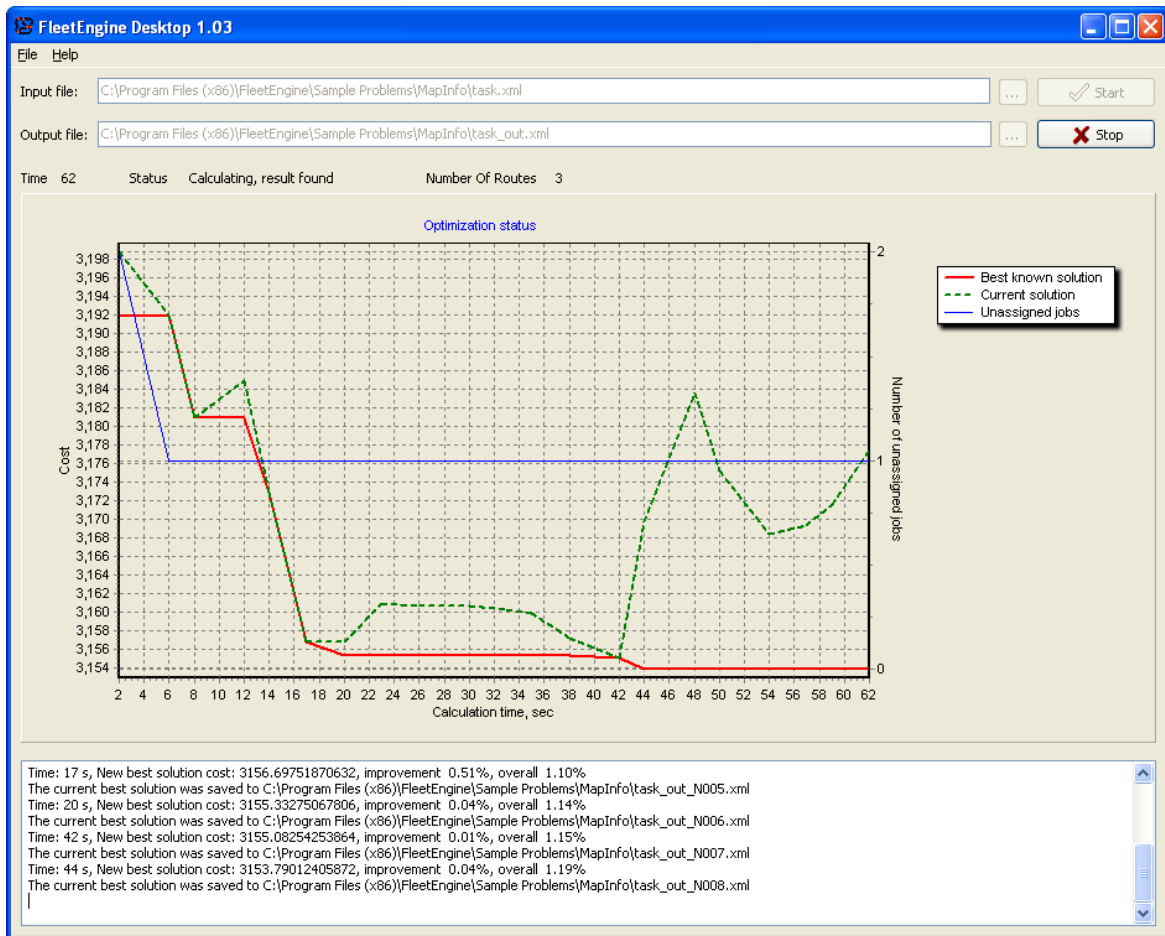 FleetEngine Desktop 1.03
File Help
Input file: C:\Program Files (x86)\FleetEngine\Sample Problems\MapInfo\task.xml ... Start
Output file: C:\Program Files (x86)\FleetEngine\Sample Problems\MapInfo\task_out.xml ... Stop
Time 62 Status Calculating, result found Number Of Routes 3
Optimization status
3,198
3,196
3,194
3,192
3,190
3,188
3,186
3,184
3,182
3,180
3,178
3,176
3,174
3,172
3,170
3,168
3,166
3,164
3,162
3,160
3,158
3,156
3,154
Cost
2
1
0
Number of unassigned jobs
Best known solution
Current solution
Unassigned jobs
2 4 6 8 10 12 14 16 18 20 22 24 26 28 30 32 34 36 38 40 42 44 46 48 50 52 54 56 58 60 62
Calculation time, sec
Time: 17 s, New best solution cost: 3156.69751870632, improvement 0.51%, overall 1.10%
The current best solution was saved to C:\Program Files (x86)\FleetEngine\Sample Problems\MapInfo\task_out_N005.xml
Time: 20 s, New best solution cost: 3155.33275067806, improvement 0.04%, overall 1.14%
The current best solution was saved to C:\Program Files (x86)\FleetEngine\Sample Problems\MapInfo\task_out_N006.xml
Time: 42 s, New best solution cost: 3155.08254253864, improvement 0.01%, overall 1.15%
The current best solution was saved to C:\Program Files (x86)\FleetEngine\Sample Problems\MapInfo\task_out_N007.xml
Time: 44 s, New best solution cost: 3153.79012405872, improvement 0.04%, overall 1.19%
The current best solution was saved to C:\Program Files (x86)\FleetEngine\Sample Problems\MapInfo\task_out_N008.xml